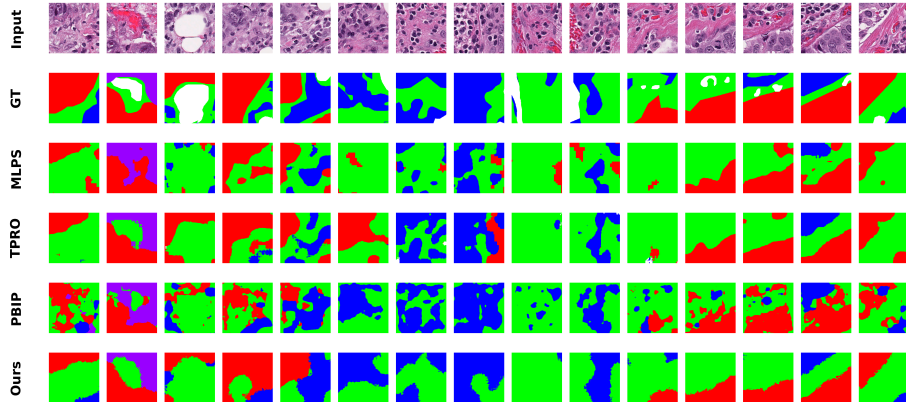 Input
GT
MLPS
TPRO
PBIP
Ours